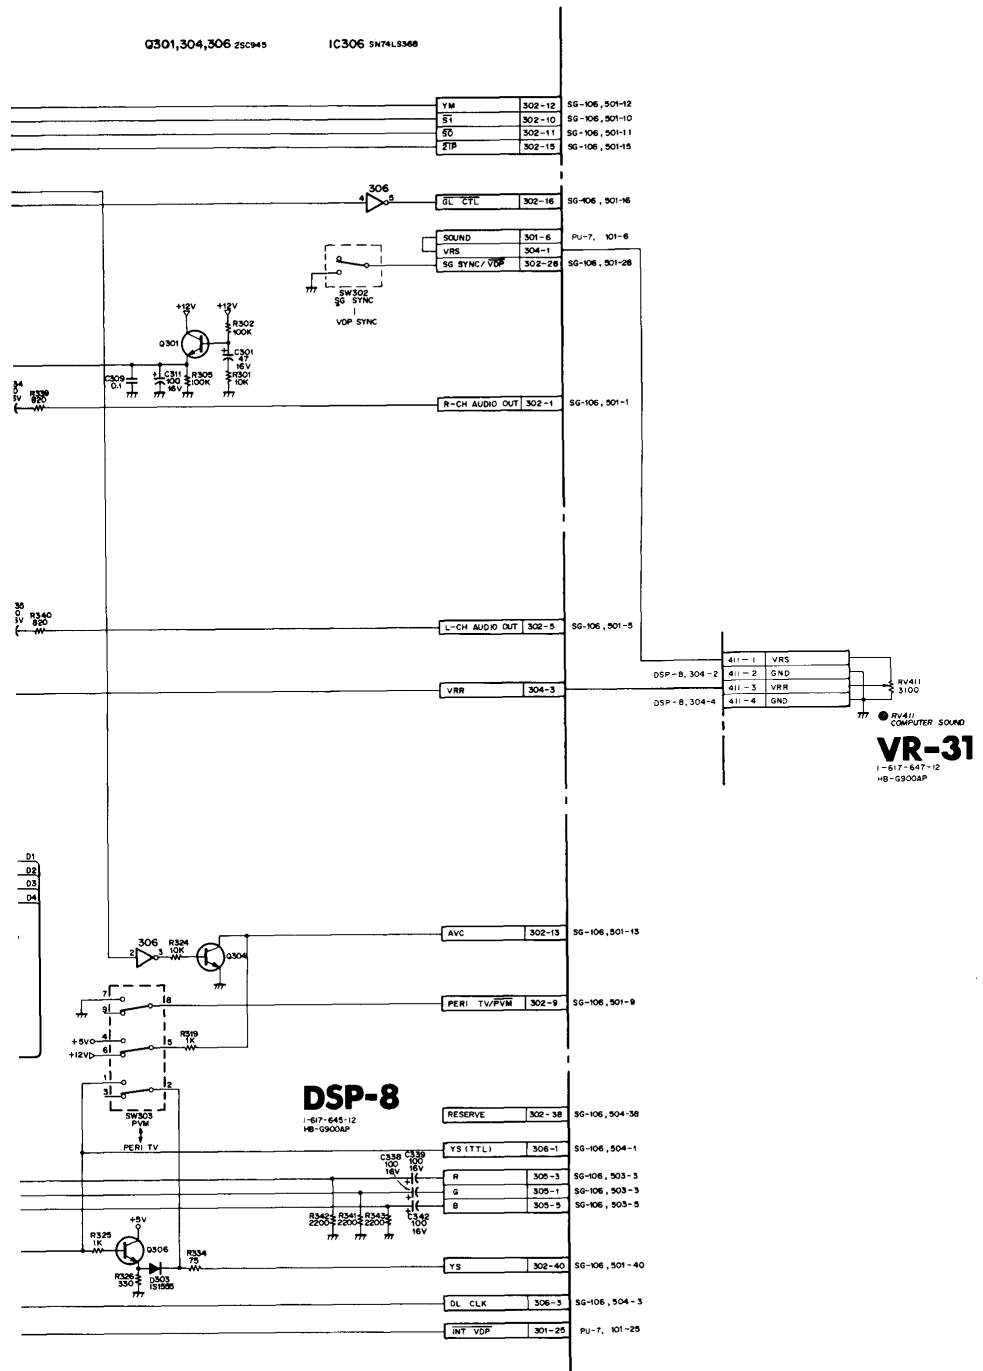 Q301,304,306 2SC945 IC306 SN74LS368
YM 302-12 SG-106,501-12
S1 302-10 SG-106,501-10
S0 302-11 SG-106,501-11
2IP 302-15 SG-106,501-15
306
4 5
GL CTL 302-16 SG-106,501-16
SOUND 301-6 PU-7, 101-6
VRS 304-1
SG SYNC/VDP 302-28 SG-106,501-28
SW302
SG SYNC
VDP SYNC
+12V +12V
R302
100K
Q301
C301
47
16V
C309
0.1
C311
100
16V
R305
100K
R301
10K
34
0
5V
R339
820
R-CH AUDIO OUT 302-1 SG-106,501-1
35
0
5V
R340
820
L-CH AUDIO OUT 302-5 SG-106,501-5
VRR 304-3
411-1 VRS
DSP-8,304-2 411-2 GND
411-3 VRR
DSP-8,304-4 411-4 GND
RV411
3100
RV411
COMPUTER SOUND
VR-31
1-617-647-12
HB-G900AP
D1
D2
D3
D4
306
2 3
R324
10K
Q304
AVC 302-13 SG-106,501-13
7 8
9
PERI TV/PVM 302-9 SG-106,501-9
+5V 4
+12V 6 5
R319
1K
1 2
3
SW303
PVM
PERI TV
DSP-8
1-617-645-12
HB-G900AP
RESERVE 302-38 SG-106,504-38
YS(TTL) 306-1 SG-106,504-1
C338
100
16V
C339
100
16V
R 305-3 SG-106,503-3
G 305-1 SG-106,503-3
B 305-5 SG-106,503-5
R342
2200
R341
2200
R343
2200
C342
100
16V
+5V
R325
1K
Q306
R326
330
D303
1S1555
R334
75
YS 302-40 SG-106,501-40
DL CLK 306-3 SG-106,504-3
INT VDP 301-25 PU-7, 101-25